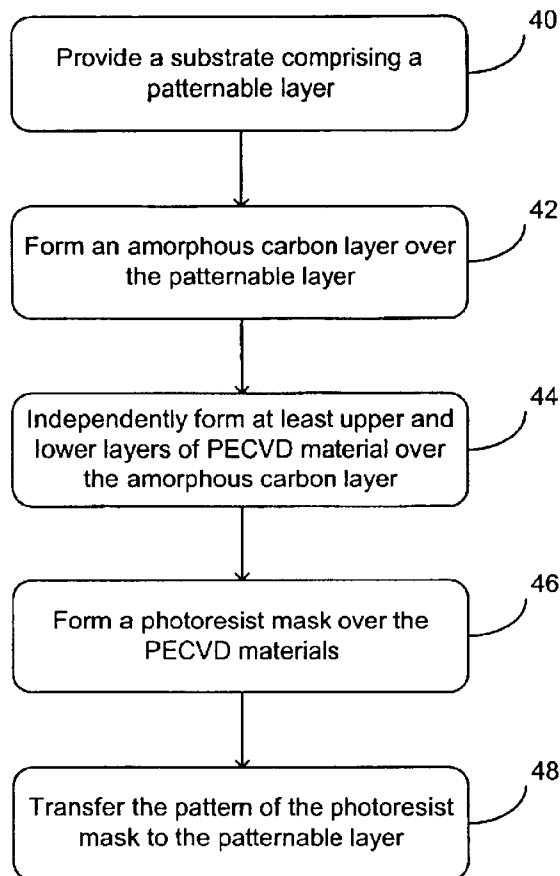 40
Provide a substrate comprising a
patternable layer
42
Form an amorphous carbon layer over
the patternable layer
44
Independently form at least upper and
lower layers of PECVD material over
the amorphous carbon layer
46
Form a photoresist mask over the
PECVD materials
48
Transfer the pattern of the photoresist
mask to the patternable layer